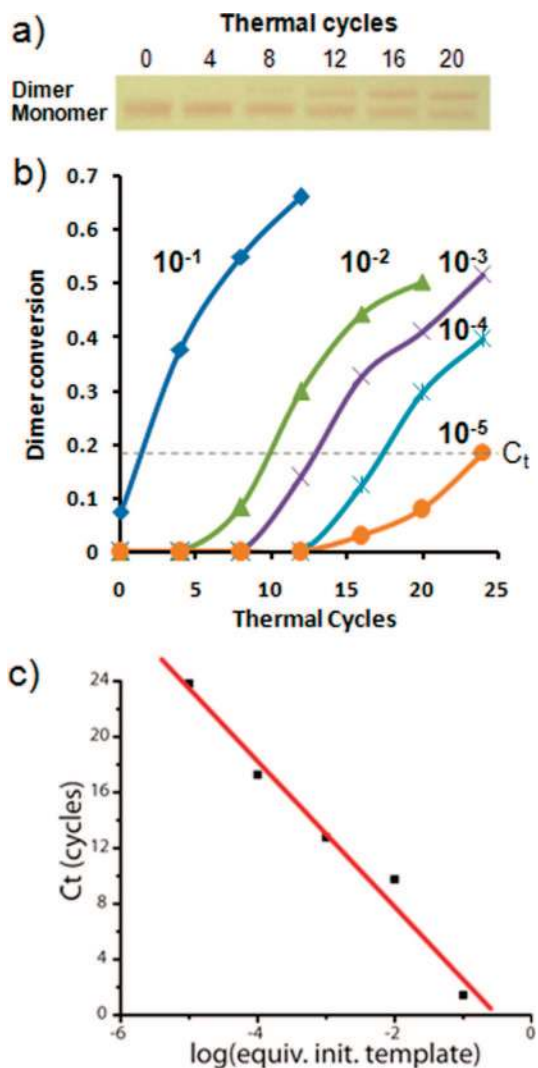 a)
Thermal cycles
0 4 8 12 16 20
Dimer
Monomer
b)
0.7
0.6
0.5
0.4
0.3
0.2
0.1
0
Dimer conversion
10⁻¹
10⁻²
10⁻³
10⁻⁴
10⁻⁵
Cₜ
0 5 10 15 20 25
Thermal Cycles
c)
24
20
16
12
8
4
0
Ct (cycles)
-6 -4 -2 0
log(equiv. init. template)